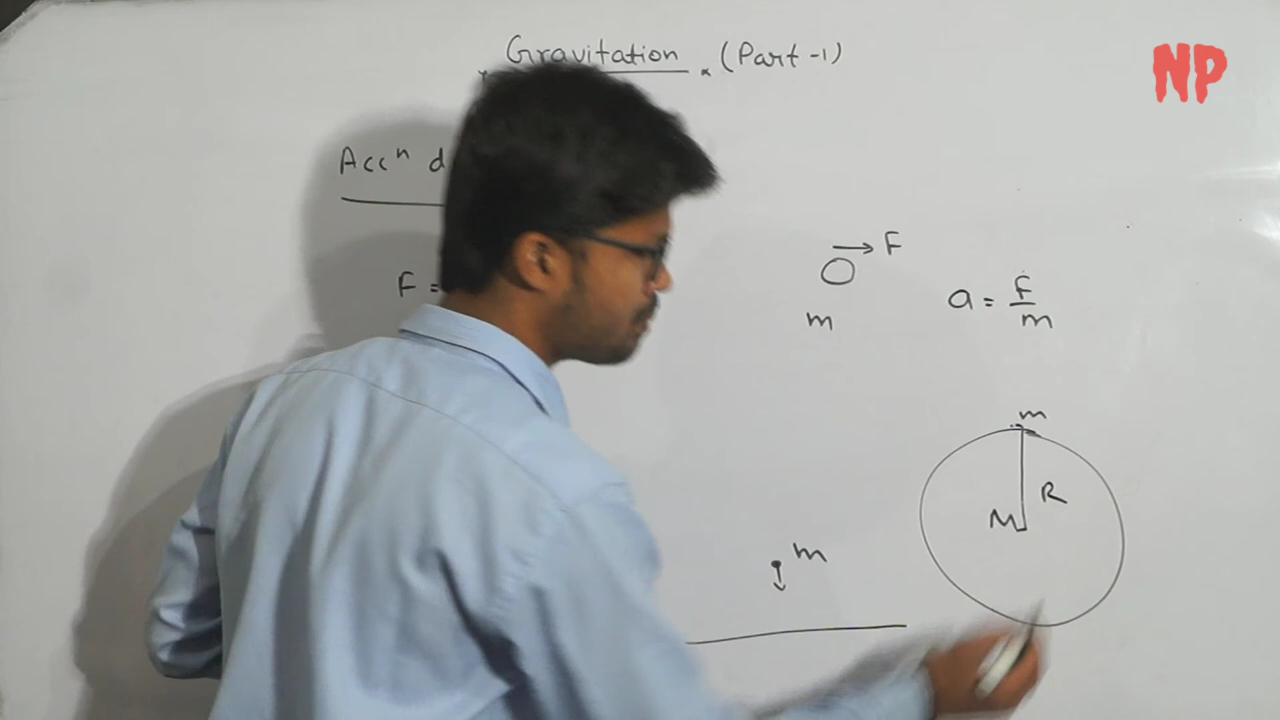 Gravitation (Part -1)
NP
Accⁿ d
F =
F
m
a = F/m
m
R
M
m